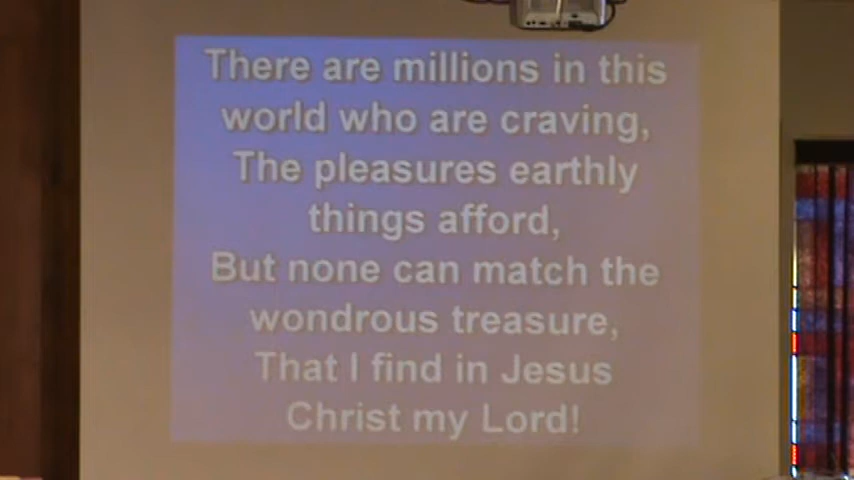 There are millions in this
world who are craving,
The pleasures earthly
things afford,
But none can match the
wondrous treasure,
That I find in Jesus
Christ my Lord!